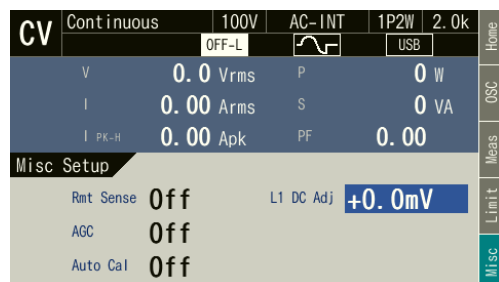 CV Continuous 100V AC-INT 1P2W 2.0k
OFF-L USB
V 0.0 Vrms P 0 W
I 0.00 Arms S 0 VA
I PK-H 0.00 Apk PF 0.00
Misc Setup
Rmt Sense Off L1 DC Adj +0.0mV
AGC Off
Auto Cal Off
Home
OSC
Meas
Limit
Misc